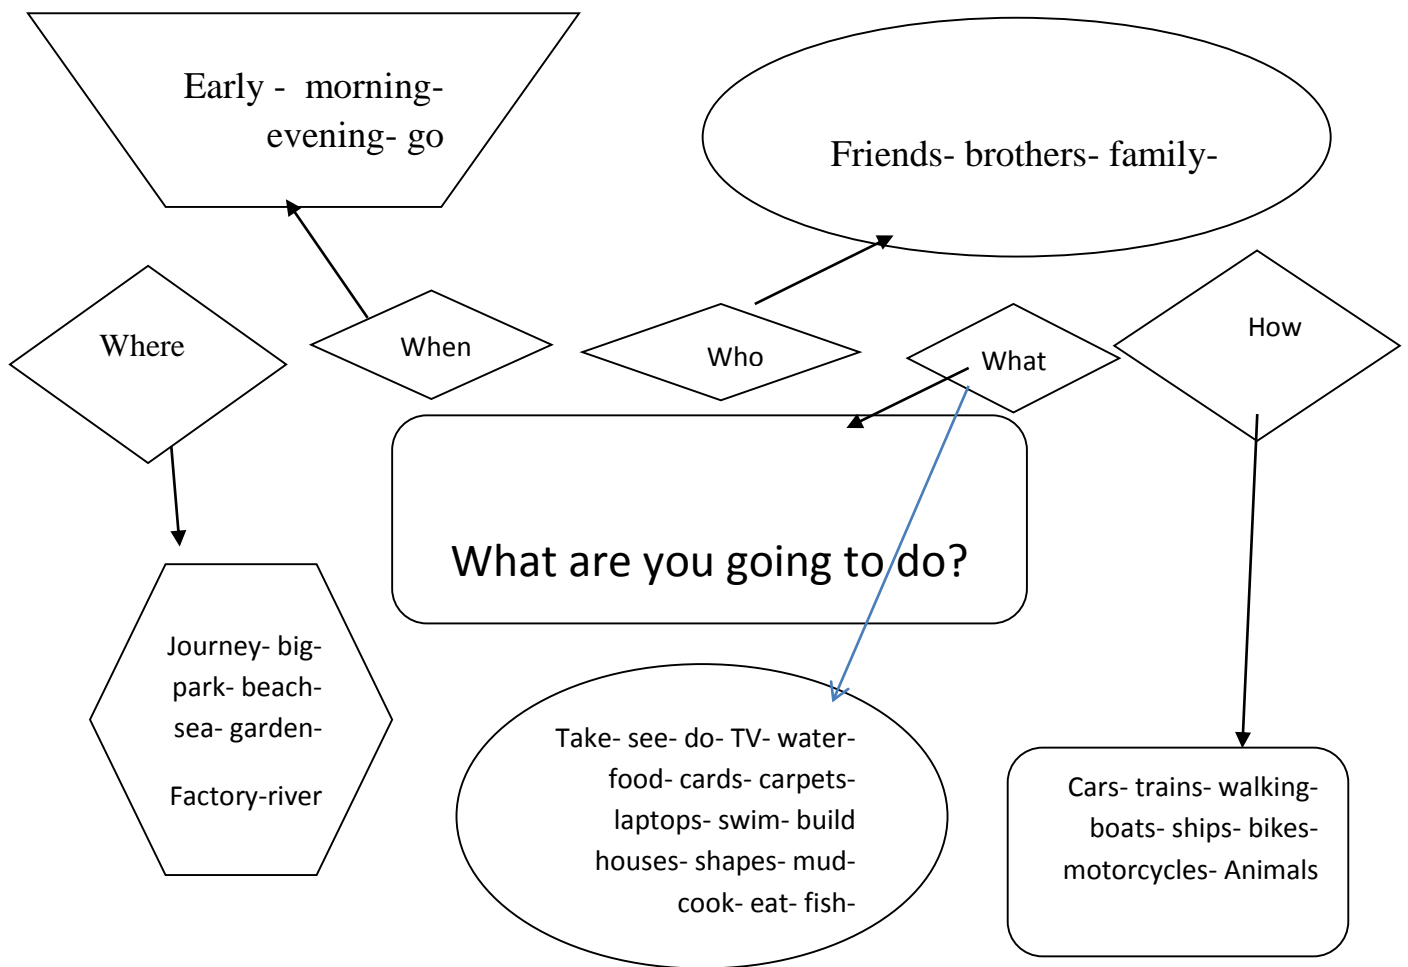 Early - morning-
evening- go
Friends- brothers- family-
Where
When
Who
What
How
What are you going to do?
Journey- big-
park- beach-
sea- garden-
Factory-river
Take- see- do- TV- water-
food- cards- carpets-
laptops- swim- build
houses- shapes- mud-
cook- eat- fish-
Cars- trains- walking-
boats- ships- bikes-
motorcycles- Animals